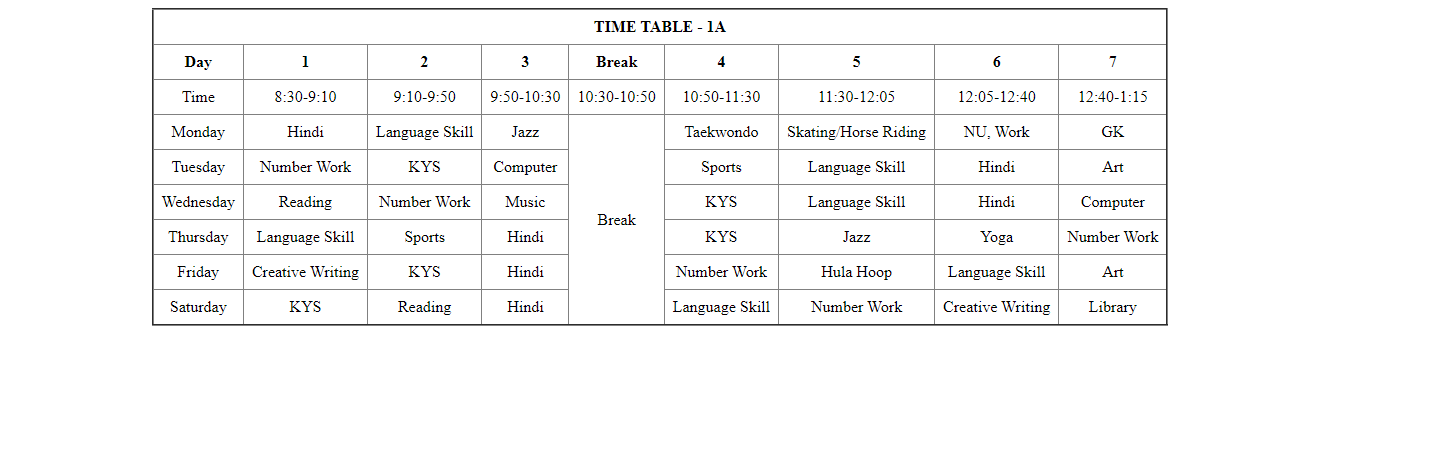 TIME TABLE - 1A
Day 1 2 3 Break 4 5 6 7
Time 8:30-9:10 9:10-9:50 9:50-10:30 10:30-10:50 10:50-11:30 11:30-12:05 12:05-12:40 12:40-1:15
Monday Hindi Language Skill Jazz Taekwondo Skating/Horse Riding NU, Work GK
Tuesday Number Work KYS Computer Sports Language Skill Hindi Art
Wednesday Reading Number Work Music KYS Language Skill Hindi Computer
Break
Thursday Language Skill Sports Hindi KYS Jazz Yoga Number Work
Friday Creative Writing KYS Hindi Number Work Hula Hoop Language Skill Art
Saturday KYS Reading Hindi Language Skill Number Work Creative Writing Library